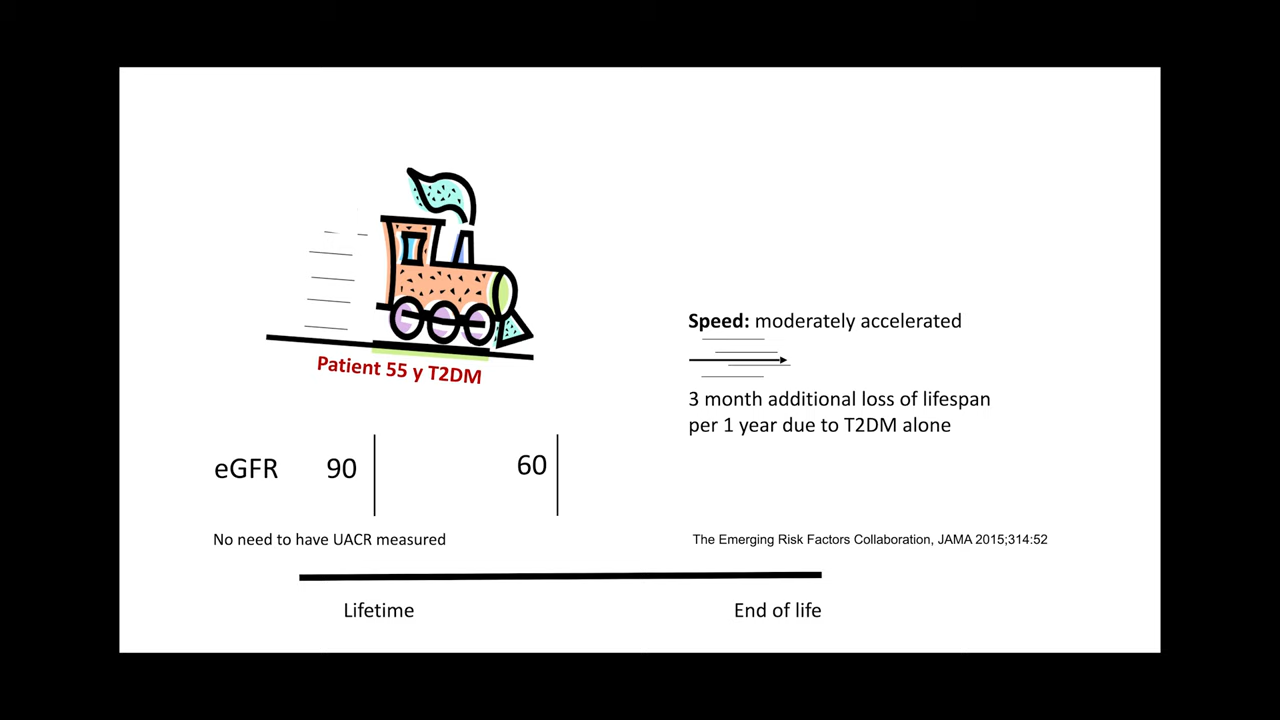 Patient 55 y T2DM
Speed: moderately accelerated
3 month additional loss of lifespan
per 1 year due to T2DM alone
eGFR 90 60
No need to have UACR measured
The Emerging Risk Factors Collaboration, JAMA 2015;314:52
Lifetime
End of life